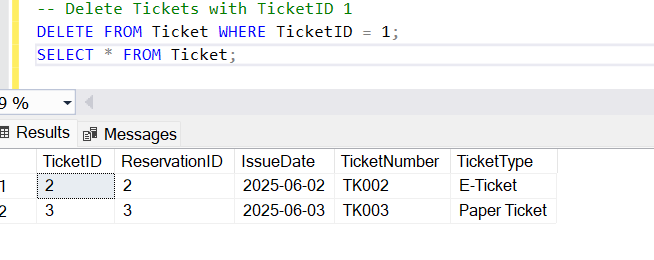 -- Delete Tickets with TicketID 1
DELETE FROM Ticket WHERE TicketID = 1;
SELECT * FROM Ticket;
9 %
Results Messages
TicketID ReservationID IssueDate TicketNumber TicketType
1 2 2 2025-06-02 TK002 E-Ticket
2 3 3 2025-06-03 TK003 Paper Ticket